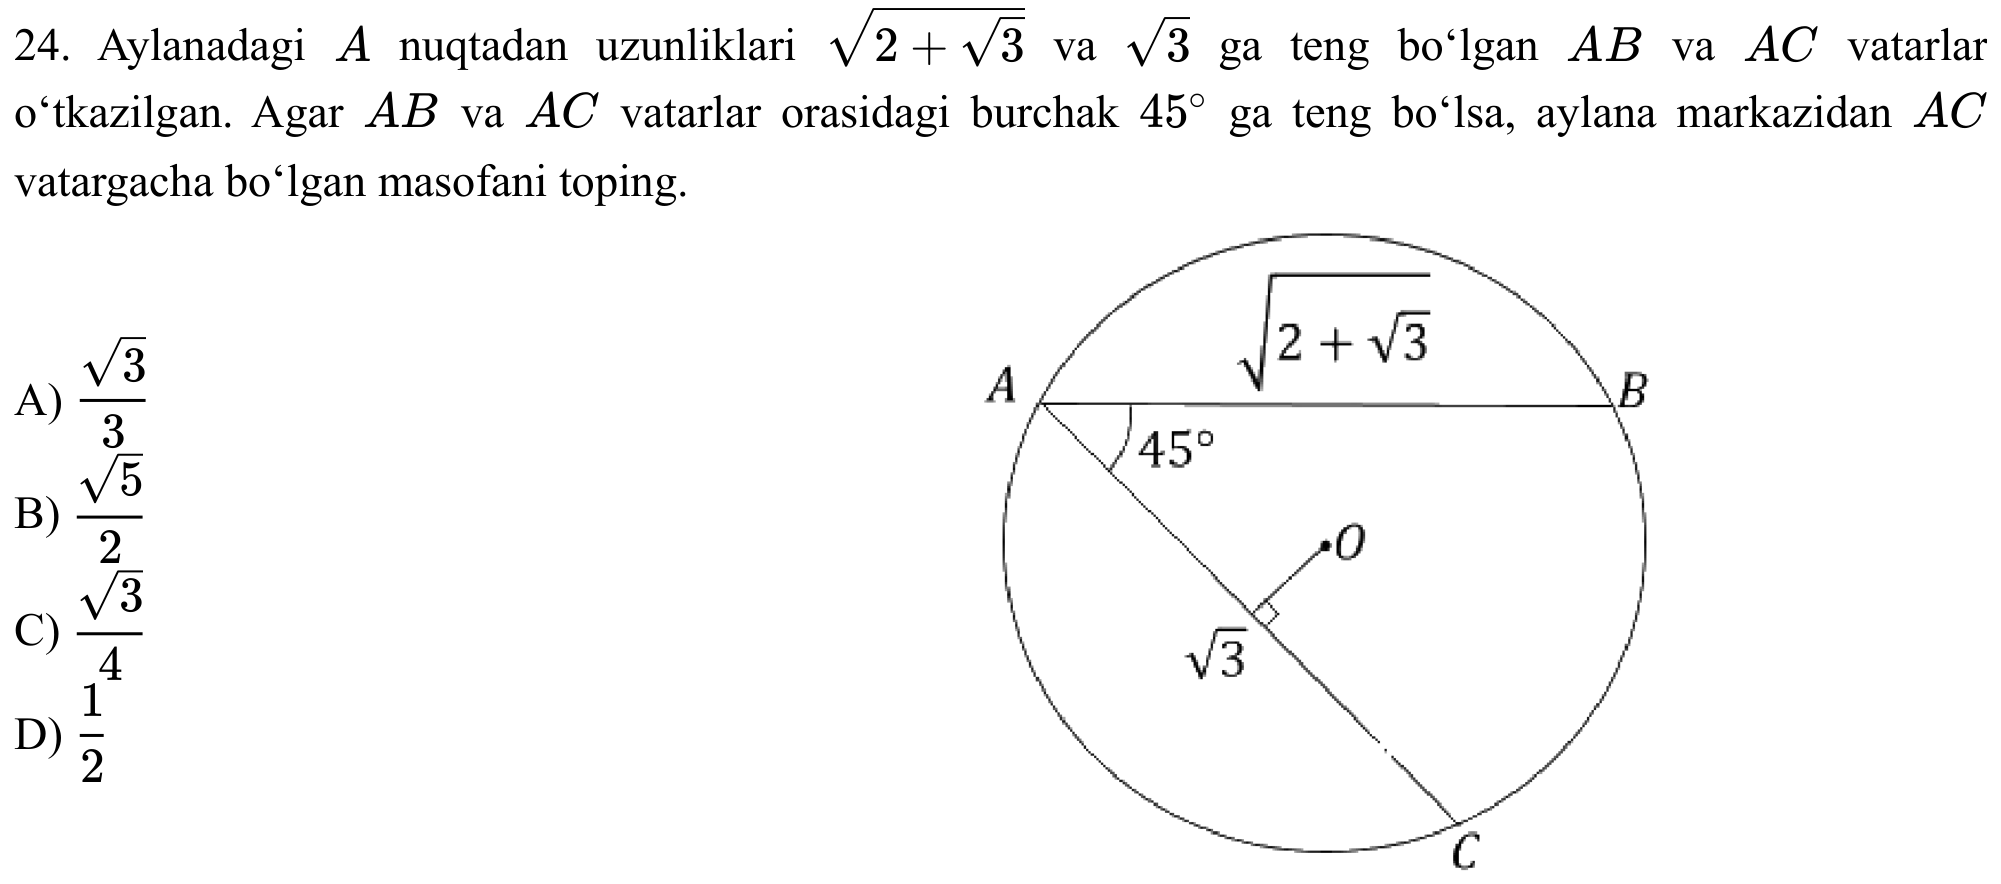 24. Aylanadagi A nuqtadan uzunliklari √(2 + √3) va √3 ga teng bo‘lgan AB va AC vatarlar
o‘tkazilgan. Agar AB va AC vatarlar orasidagi burchak 45° ga teng bo‘lsa, aylana markazidan AC
vatargacha bo‘lgan masofani toping.
A) √3/3
B) √5/2
C) √3/4
D) 1/2
√(2 + √3)
A
B
45°
O
√3
C